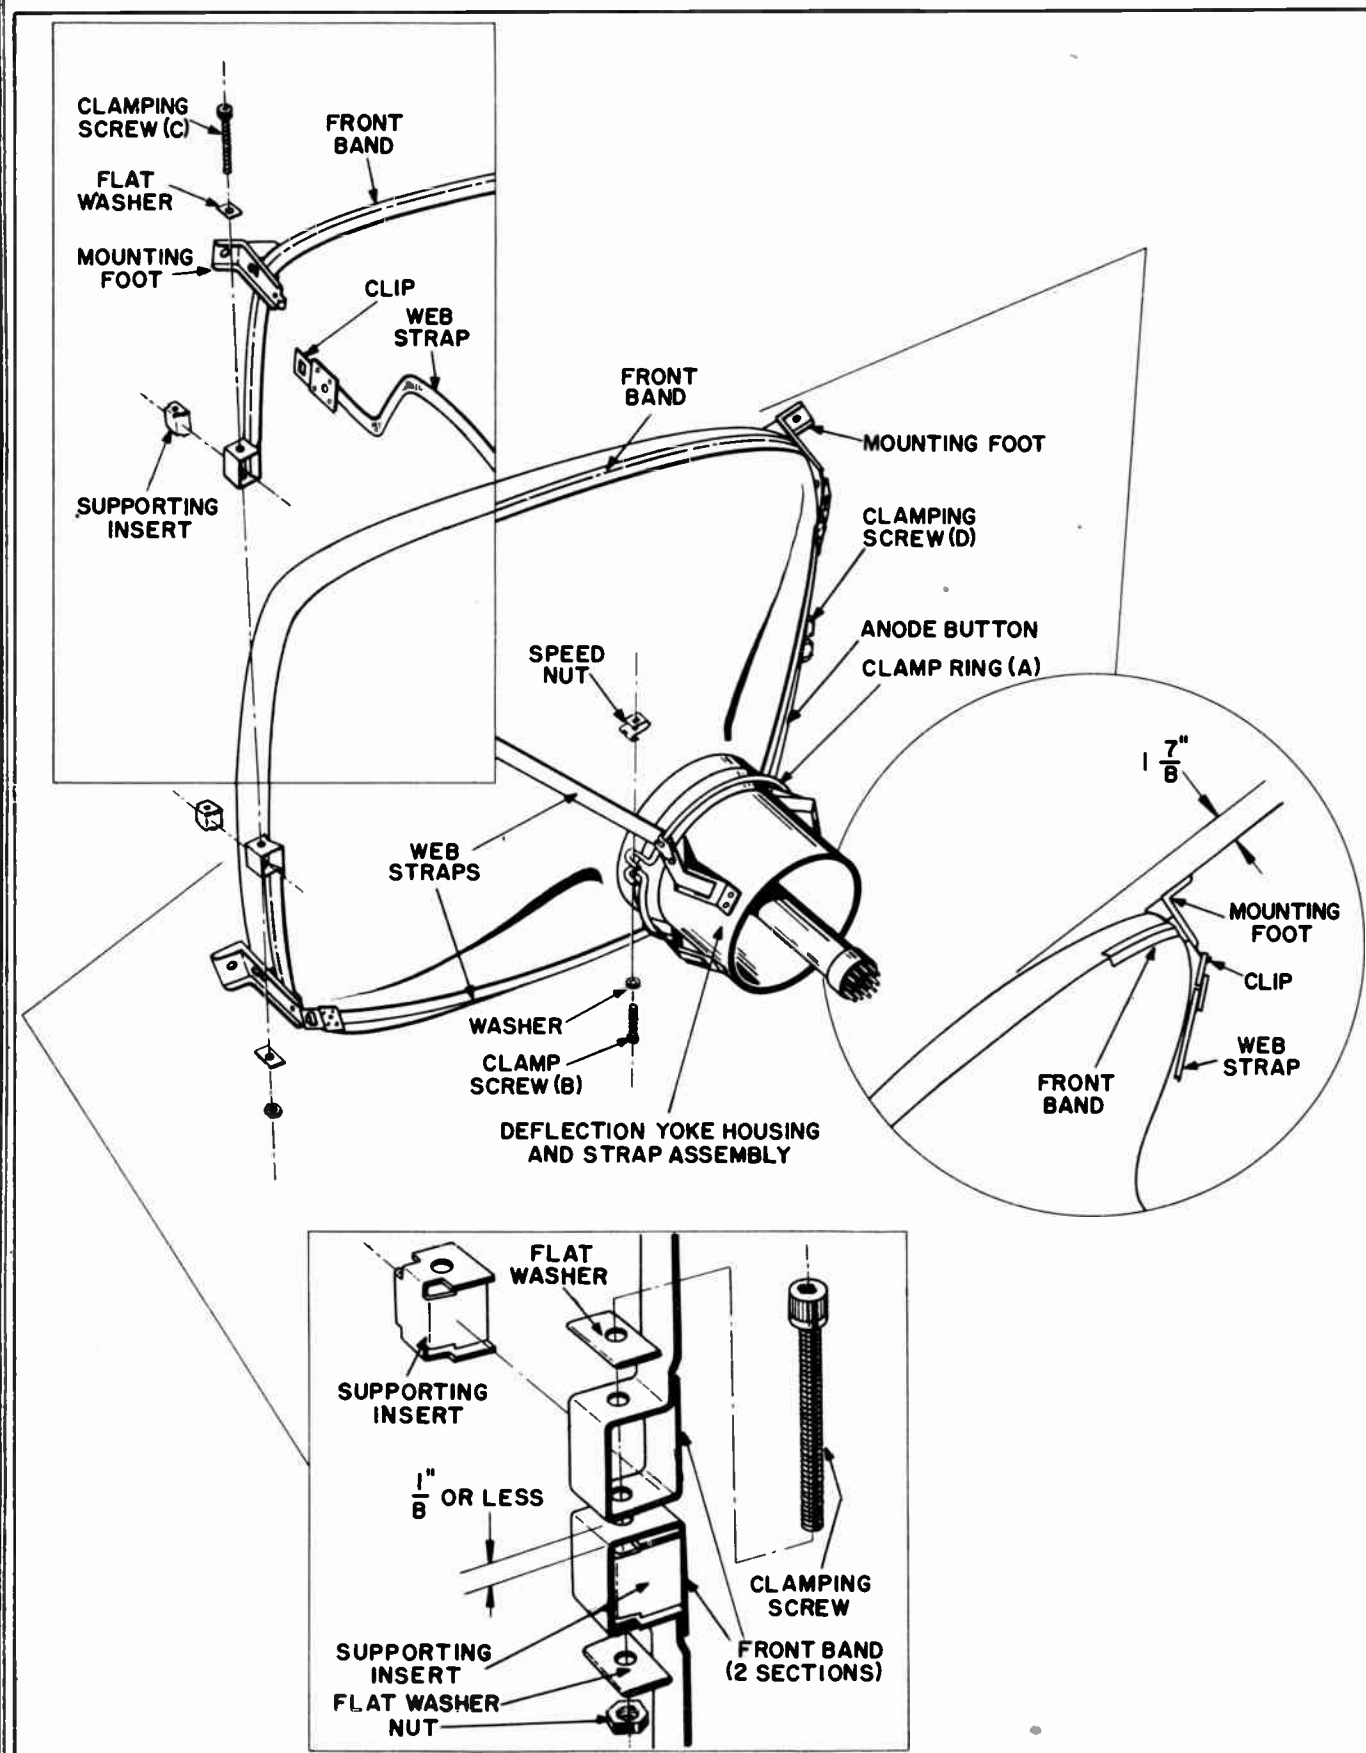 CLAMPING
SCREW (C)
FRONT
BAND
FLAT
WASHER
MOUNTING
FOOT
CLIP
WEB
STRAP
SUPPORTING
INSERT
FRONT
BAND
MOUNTING FOOT
CLAMPING
SCREW (D)
ANODE BUTTON
CLAMP RING (A)
SPEED
NUT
1 7"
8
WEB
STRAPS
MOUNTING
FOOT
CLIP
WEB
STRAP
FRONT
BAND
WASHER
CLAMP
SCREW (B)
DEFLECTION YOKE HOUSING
AND STRAP ASSEMBLY
FLAT
WASHER
SUPPORTING
INSERT
1"
8 OR LESS
CLAMPING
SCREW
SUPPORTING
INSERT
FRONT BAND
(2 SECTIONS)
FLAT WASHER
NUT